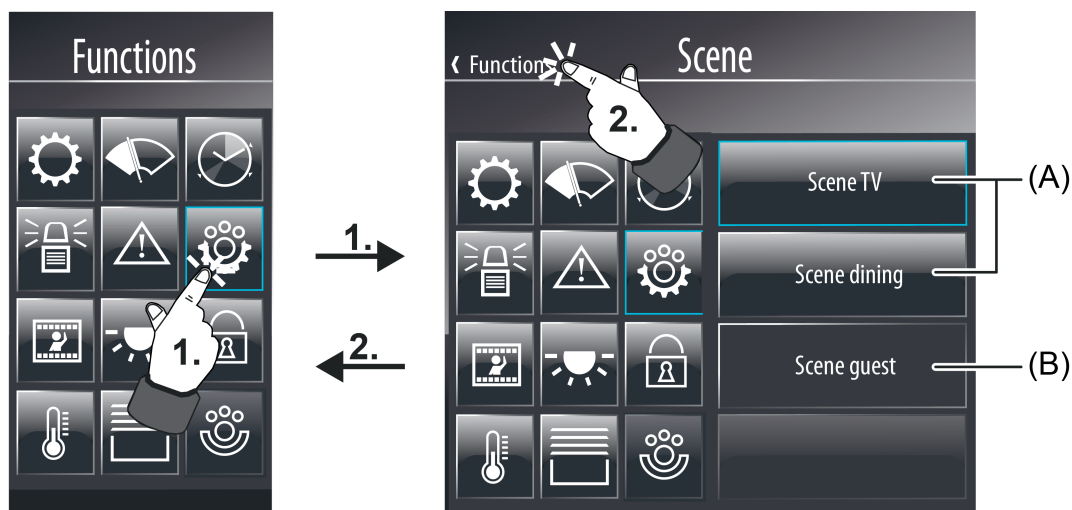 Functions
1.
1.
2.
‹ Function
Scene
2.
Scene TV
(A)
Scene dining
Scene guest
(B)